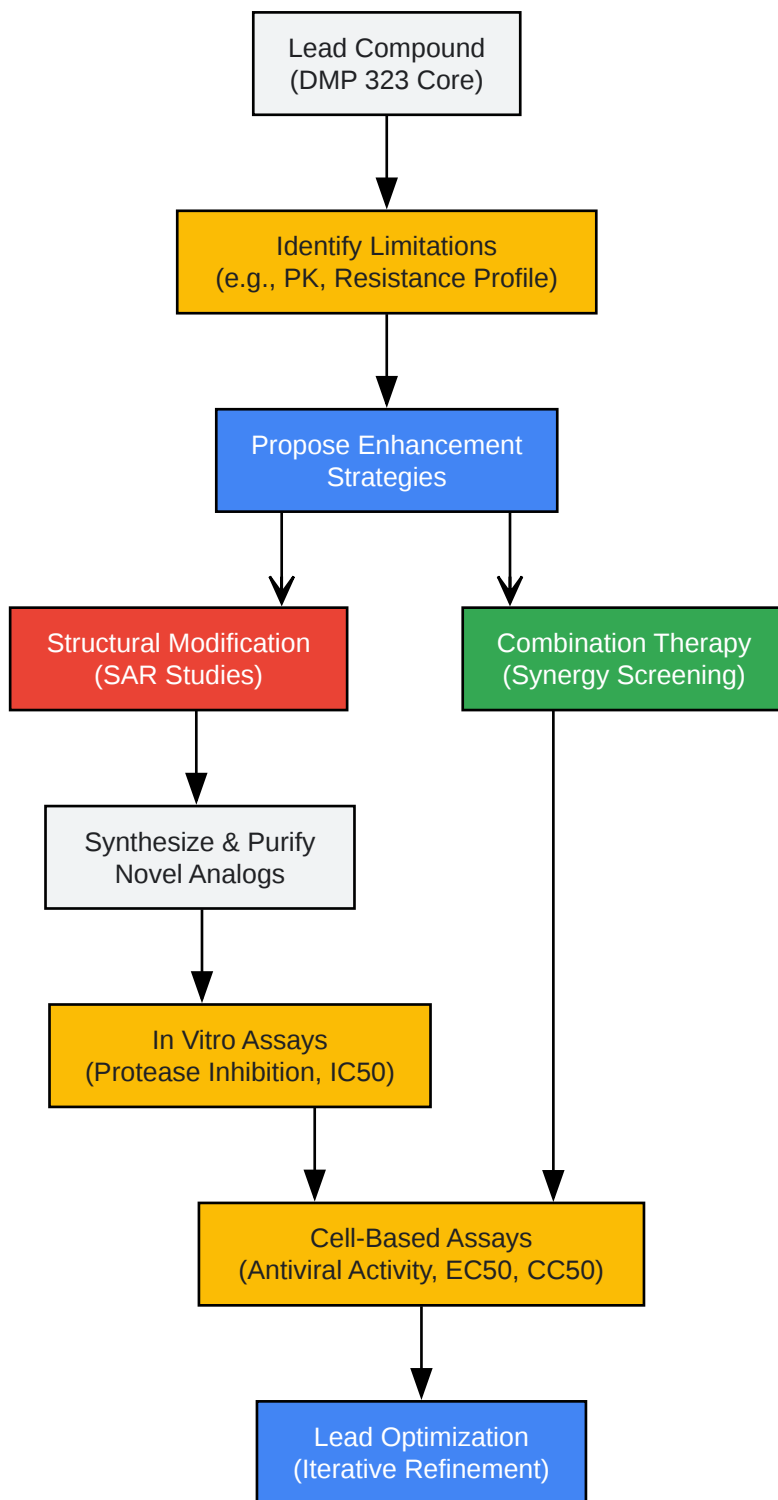 Lead Compound
(DMP 323 Core)
Identify Limitations
(e.g., PK, Resistance Profile)
Propose Enhancement
Strategies
Structural Modification
(SAR Studies)
Combination Therapy
(Synergy Screening)
Synthesize & Purify
Novel Analogs
In Vitro Assays
(Protease Inhibition, IC50)
Cell-Based Assays
(Antiviral Activity, EC50, CC50)
Lead Optimization
(Iterative Refinement)